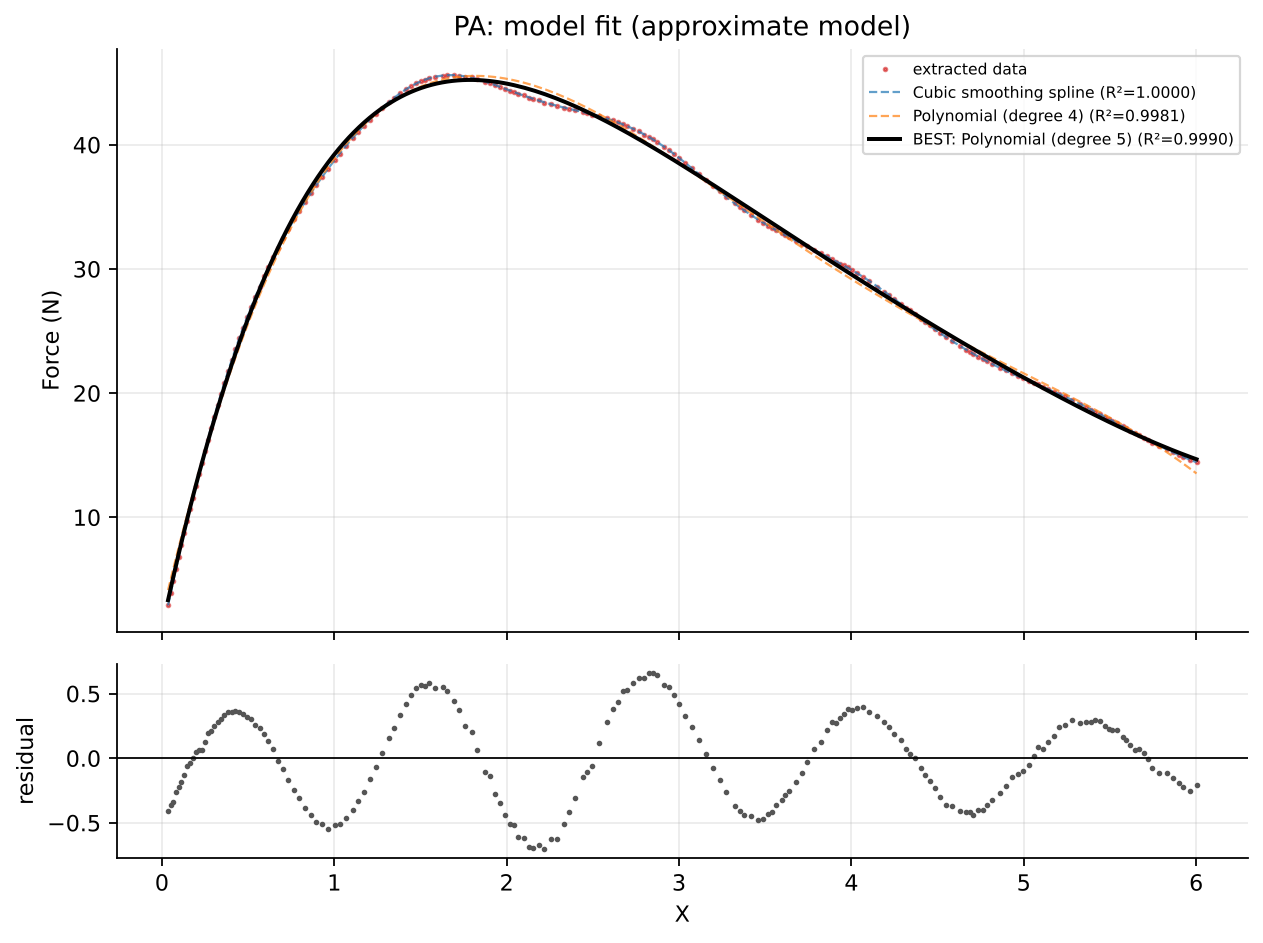 PA: model fit (approximate model)
extracted data
Cubic smoothing spline (R²=1.0000)
Polynomial (degree 4) (R²=0.9981)
BEST: Polynomial (degree 5) (R²=0.9990)
Force (N)
40
30
20
10
residual
0.5
0.0
−0.5
0 1 2 3 4 5 6
X